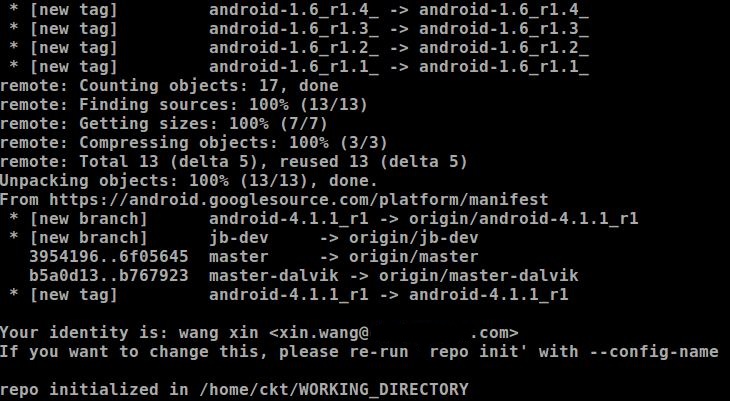 * [new tag] android-1.6_r1.4_ -> android-1.6_r1.4_
* [new tag] android-1.6_r1.3_ -> android-1.6_r1.3_
* [new tag] android-1.6_r1.2_ -> android-1.6_r1.2_
* [new tag] android-1.6_r1.1_ -> android-1.6_r1.1_
remote: Counting objects: 17, done
remote: Finding sources: 100% (13/13)
remote: Getting sizes: 100% (7/7)
remote: Compressing objects: 100% (3/3)
remote: Total 13 (delta 5), reused 13 (delta 5)
Unpacking objects: 100% (13/13), done.
From https://android.googlesource.com/platform/manifest
* [new branch] android-4.1.1_r1 -> origin/android-4.1.1_r1
* [new branch] jb-dev -> origin/jb-dev
3954196..6f05645 master -> origin/master
b5a0d13..b767923 master-dalvik -> origin/master-dalvik
* [new tag] android-4.1.1_r1 -> android-4.1.1_r1
Your identity is: wang xin <xin.wang@ .com>
If you want to change this, please re-run repo init' with --config-name
repo initialized in /home/ckt/WORKING_DIRECTORY